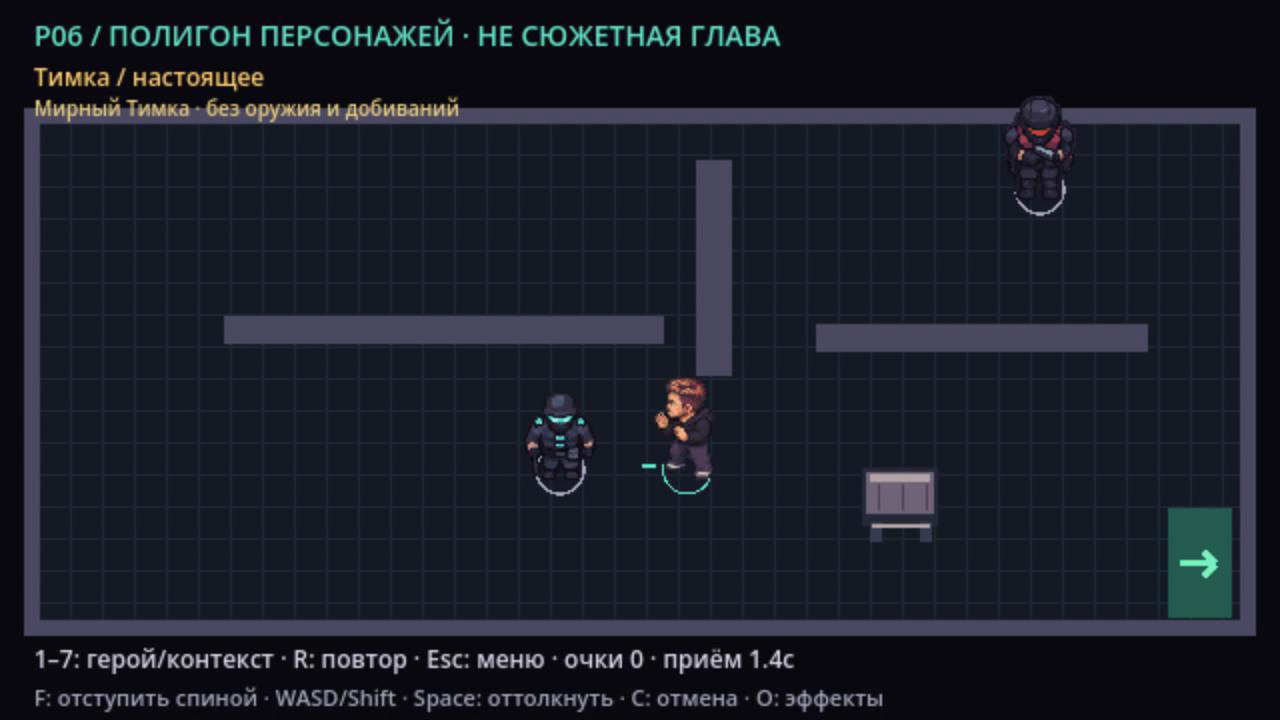 P06 / ПОЛИГОН ПЕРСОНАЖЕЙ · НЕ СЮЖЕТНАЯ ГЛАВА
Тимка / настоящее
Мирный Тимка · без оружия и добиваний
1–7: герой/контекст · R: повтор · Esc: меню · очки 0 · приём 1.4с
F: отступить спиной · WASD/Shift · Space: оттолкнуть · C: отмена · O: эффекты